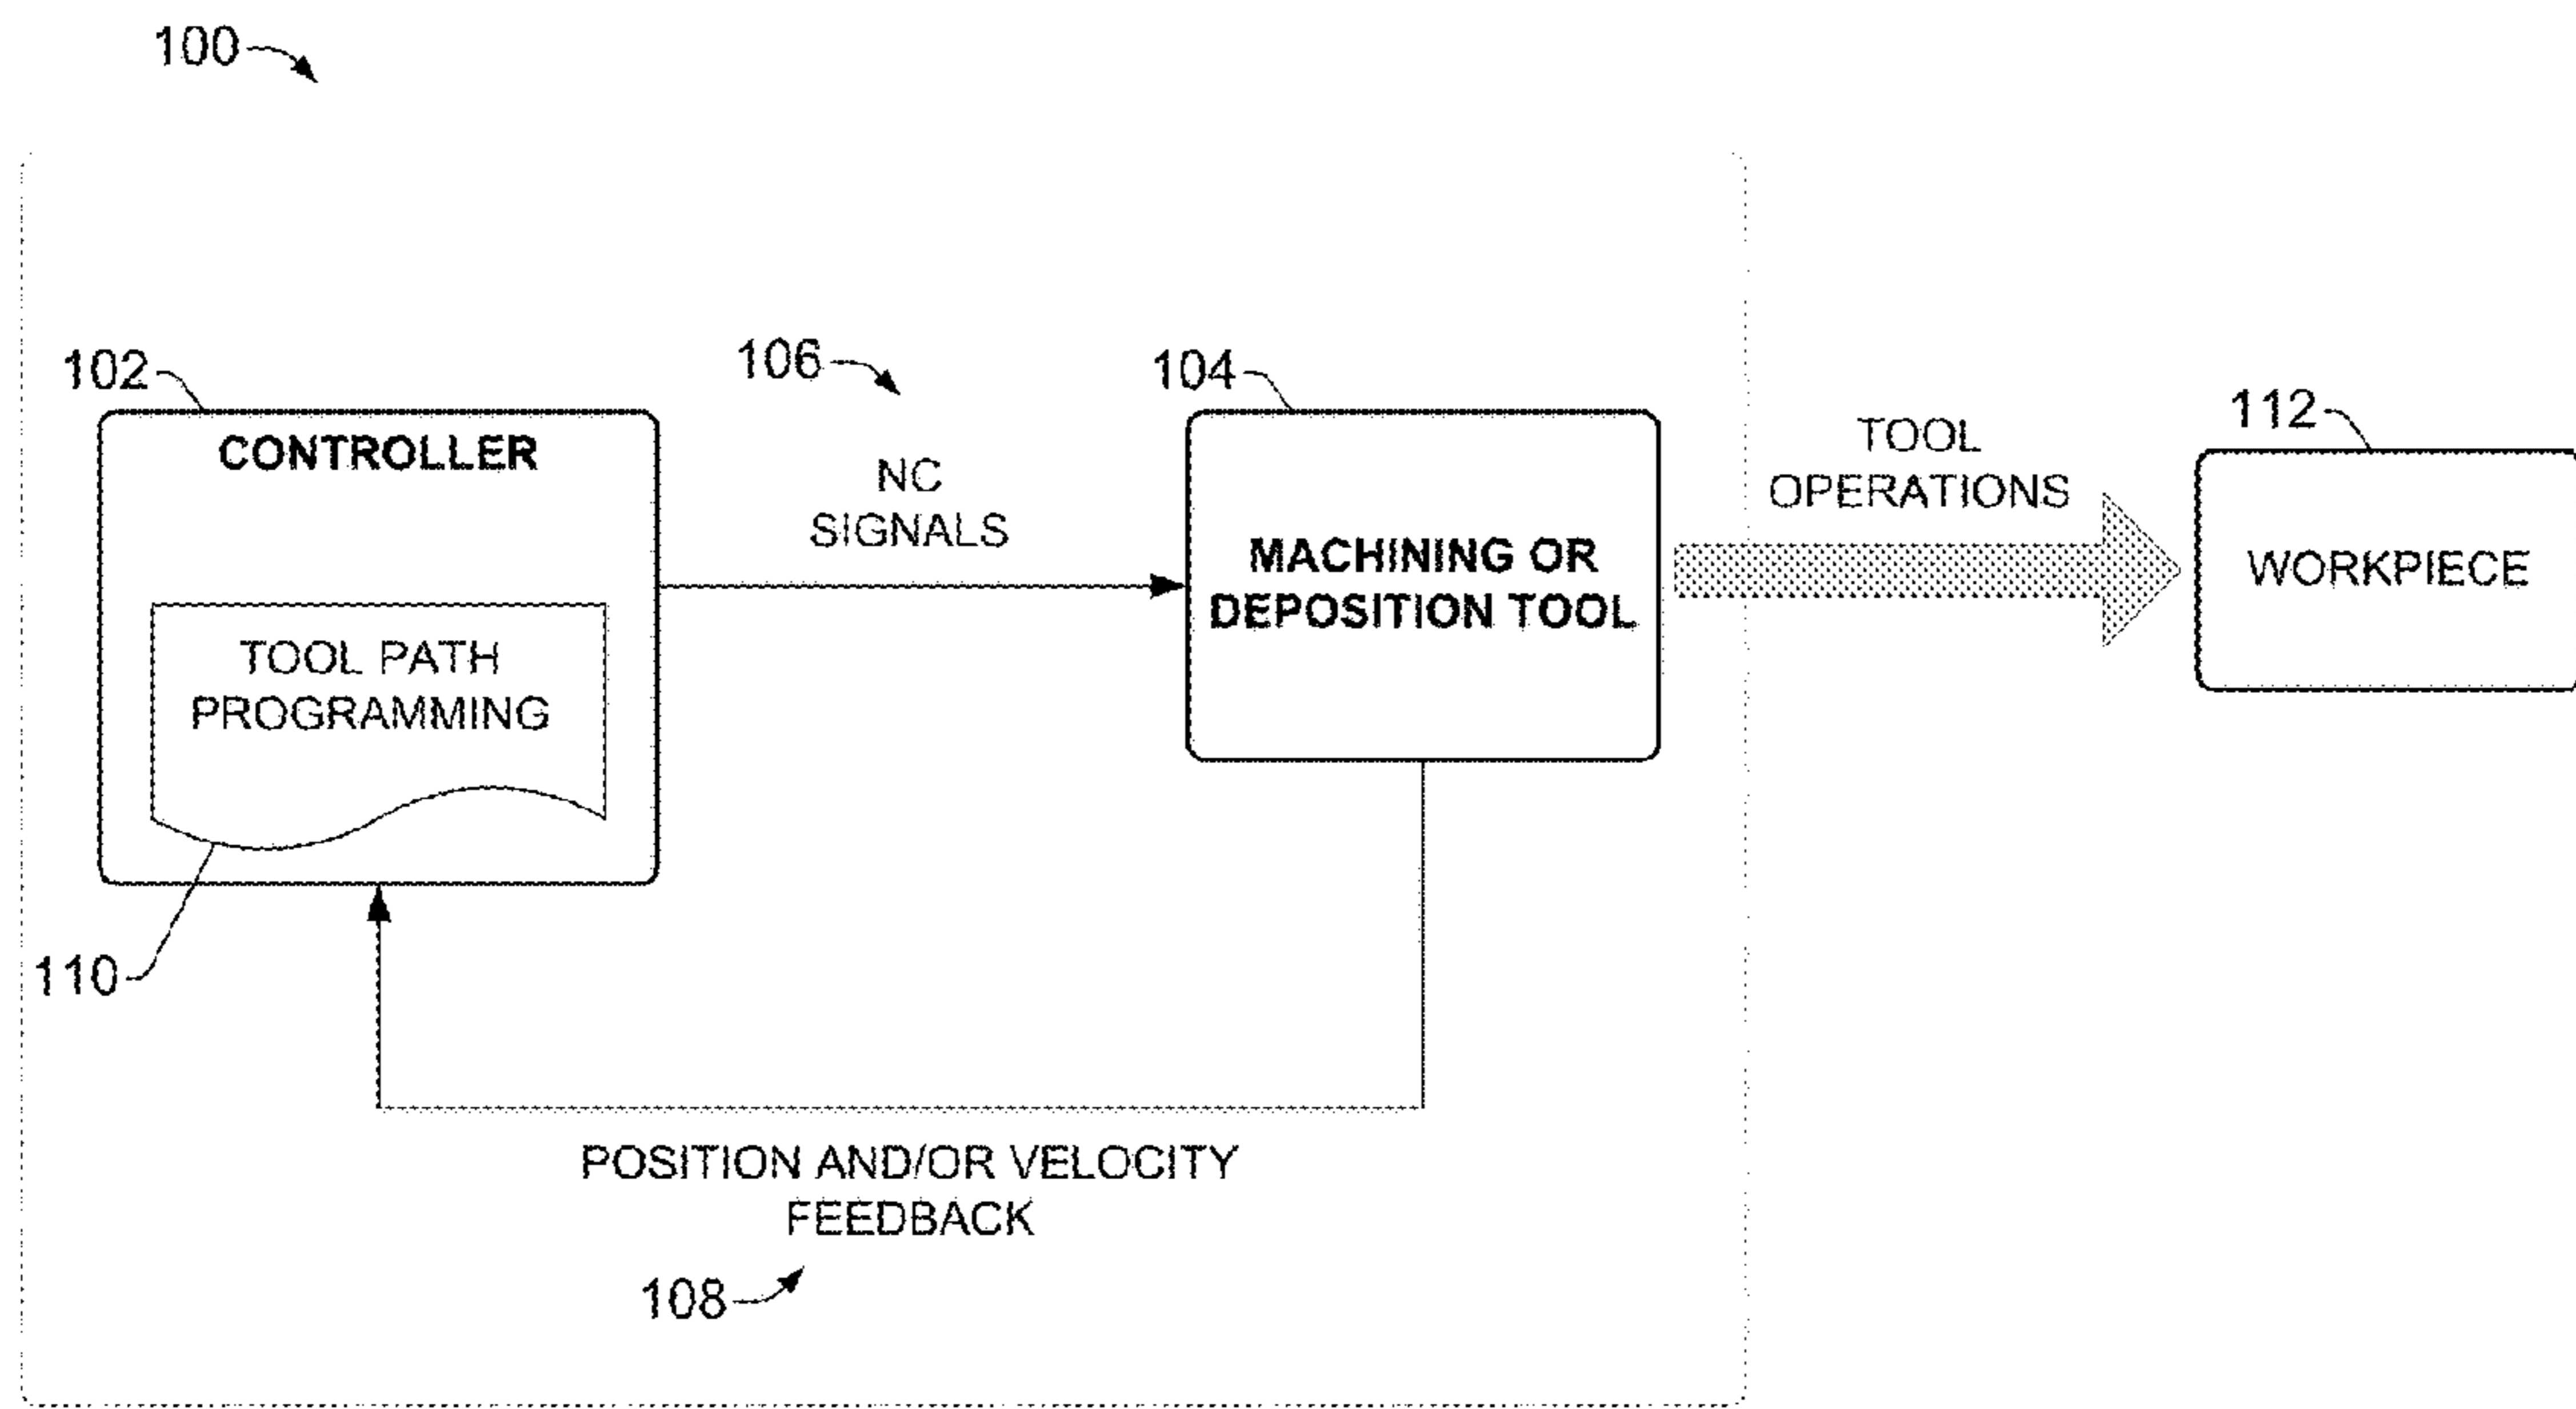 100
102
CONTROLLER
TOOL PATH
PROGRAMMING
110
106
NC
SIGNALS
104
MACHINING OR
DEPOSITION TOOL
TOOL
OPERATIONS
112
WORKPIECE
POSITION AND/OR VELOCITY
FEEDBACK
108